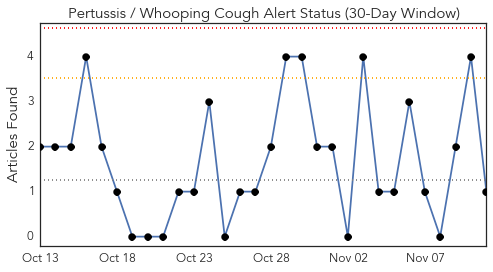 Pertussis / Whooping Cough Alert Status (30-Day Window)
Articles Found
4
3
2
1
0
Oct 13 Oct 18 Oct 23 Oct 28 Nov 02 Nov 07